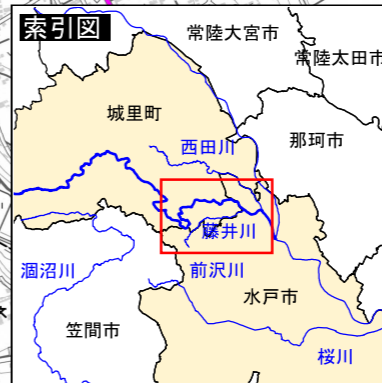 索引図
常陸大宮市
常陸太田市
城里町
那珂市
西田川
藤井川
涸沼川
前沢川
水戸市
笠間市
桜川